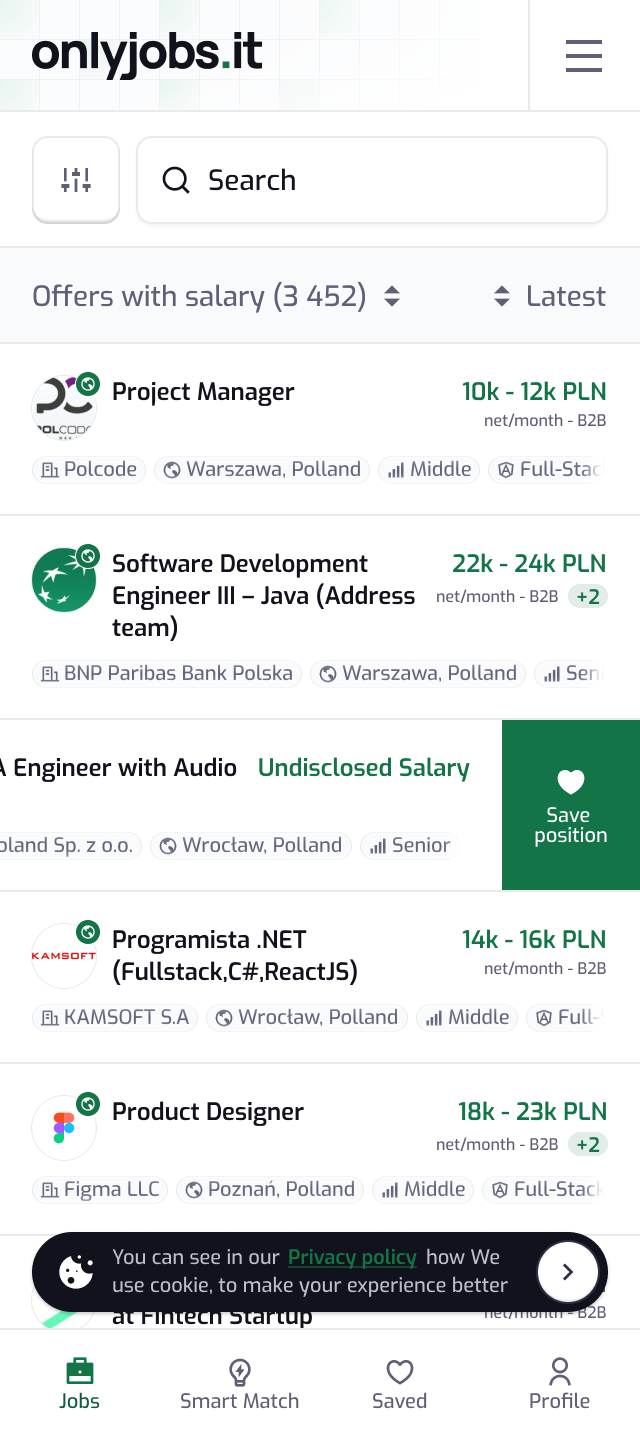 onlyjobs.it
Search
Offers with salary (3 452)
Latest
Project Manager
10k - 12k PLN
net/month - B2B
Polcode
Warszawa, Polland
Middle
Full-Stac
Software Development
Engineer III – Java (Address
team)
22k - 24k PLN
net/month - B2B
+2
BNP Paribas Bank Polska
Warszawa, Polland
Sen
A Engineer with Audio
Undisclosed Salary
Save
position
oland Sp. z o.o.
Wrocław, Polland
Senior
KAMSOFT
Programista .NET
(Fullstack,C#,ReactJS)
14k - 16k PLN
net/month - B2B
KAMSOFT S.A
Wrocław, Polland
Middle
Full-S
Product Designer
18k - 23k PLN
net/month - B2B
+2
Figma LLC
Poznań, Polland
Middle
Full-Stack
You can see in our Privacy policy how We
use cookie, to make your experience better
at Fintech Startup
net/month - B2B
Jobs
Smart Match
Saved
Profile